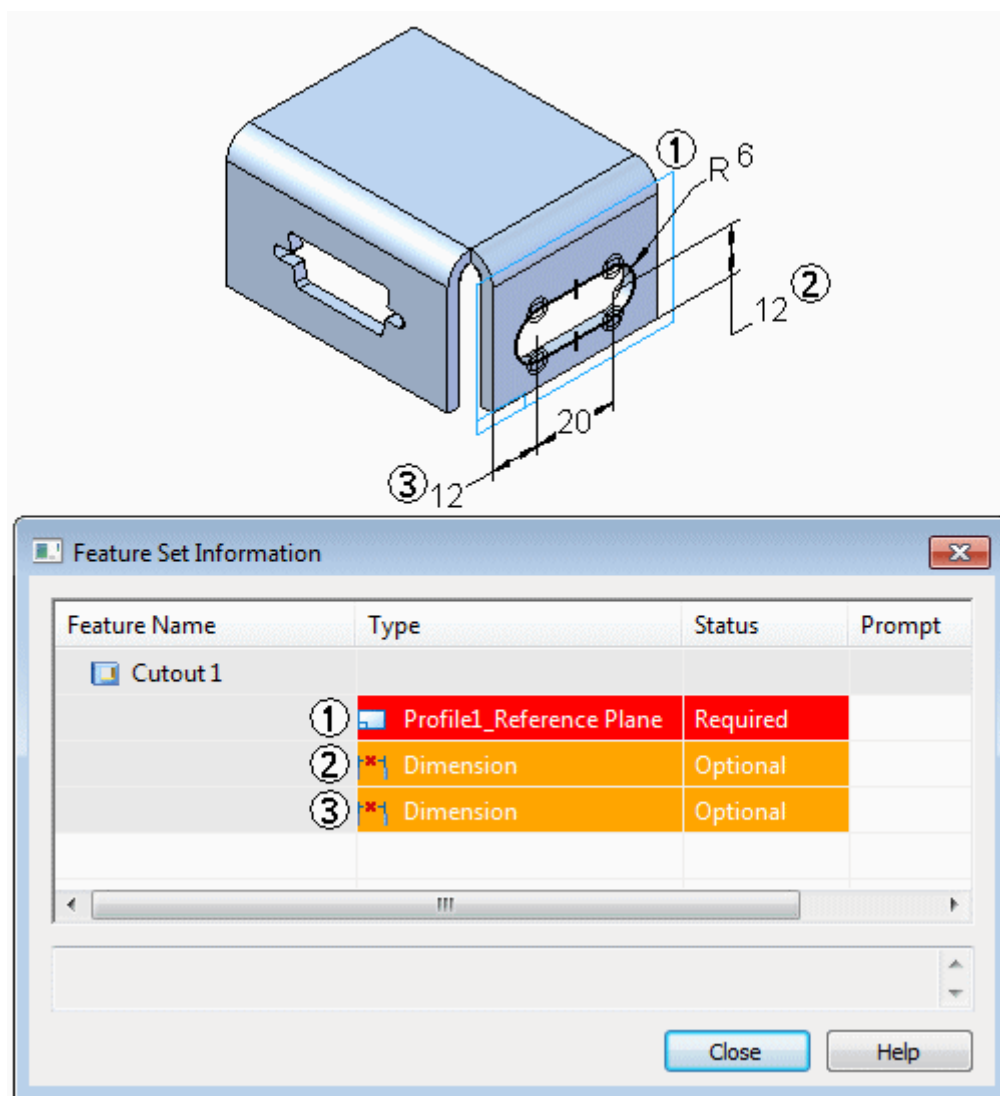 ①
R 6
②
12
20
③ 12
Feature Set Information
Feature Name Type Status Prompt
Cutout 1
① Profile1_Reference Plane Required
② Dimension Optional
③ Dimension Optional
Close Help